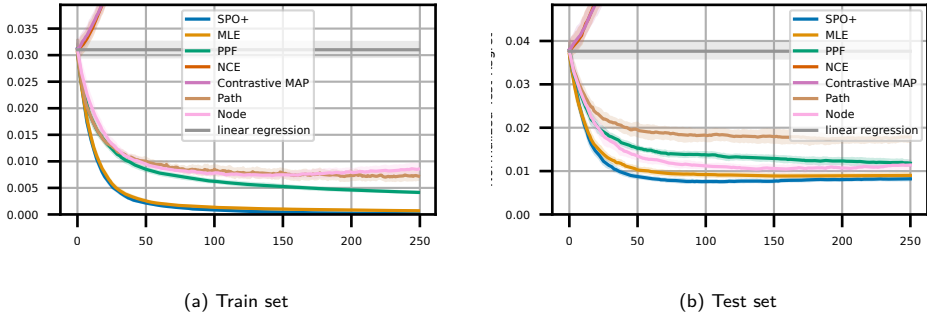 0.035
0.030
0.025
0.020
0.015
0.010
0.005
0.000
0 50 100 150 200 250
SPO+
MLE
PPF
NCE
Contrastive MAP
Path
Node
linear regression
(a) Train set
0.04
0.03
0.02
0.01
0.00
0 50 100 150 200 250
SPO+
MLE
PPF
NCE
Contrastive MAP
Path
Node
linear regression
(b) Test set